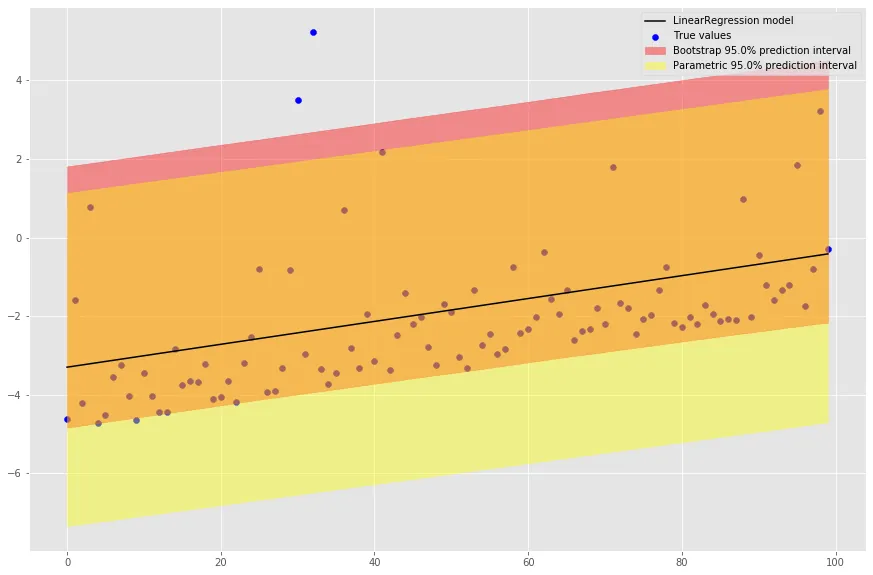 LinearRegression model
True values
Bootstrap 95.0% prediction interval
Parametric 95.0% prediction interval
4
2
0
−2
−4
−6
0 20 40 60 80 100